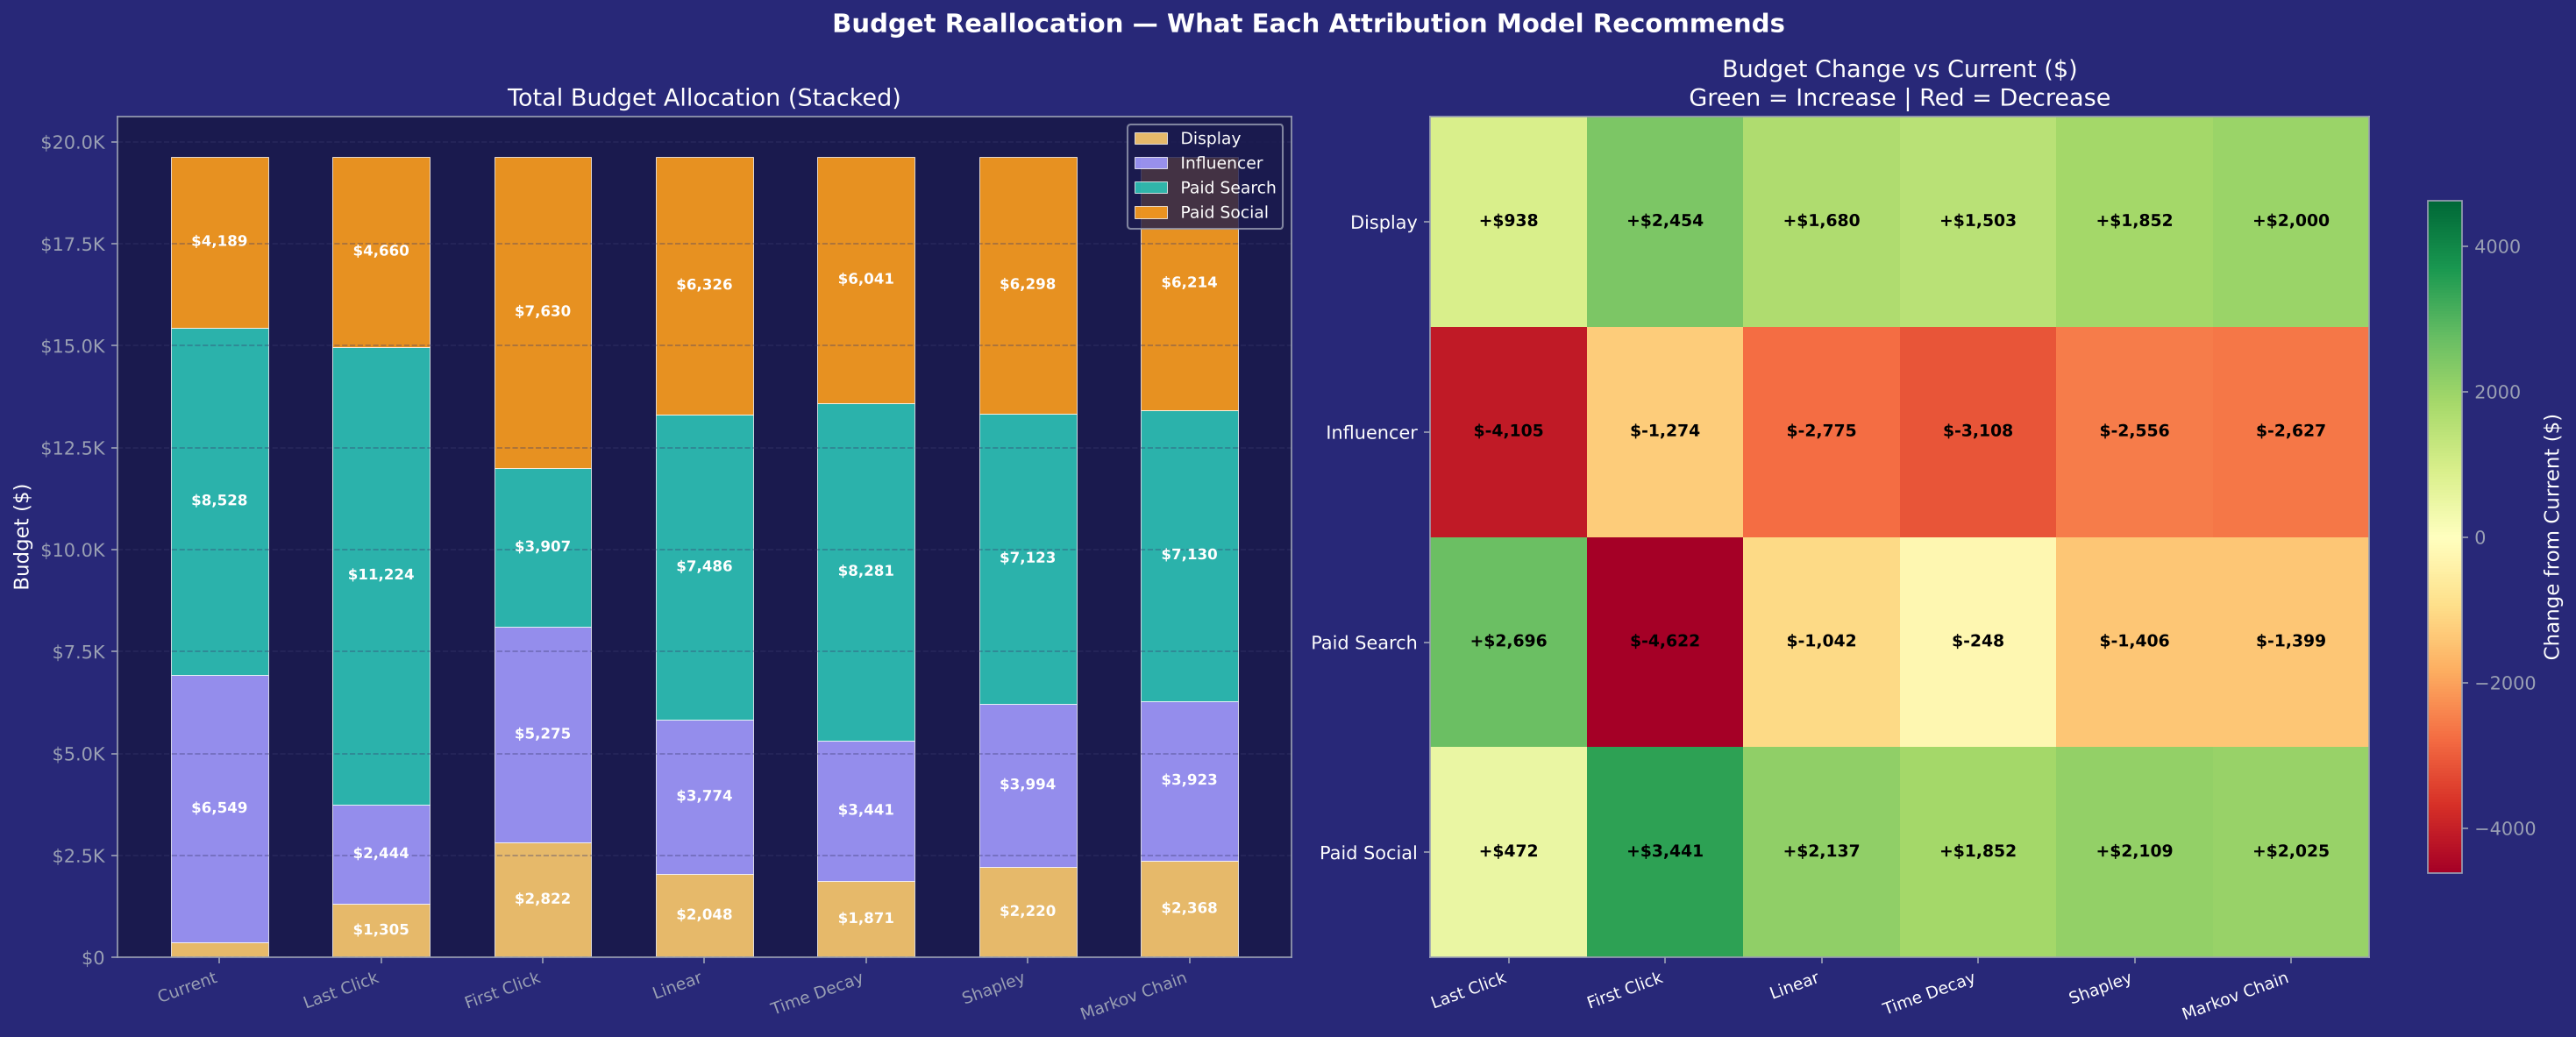 Budget Reallocation — What Each Attribution Model Recommends
Total Budget Allocation (Stacked)
Budget ($)
$20.0K
$17.5K
$15.0K
$12.5K
$10.0K
$7.5K
$5.0K
$2.5K
$0
Display
Influencer
Paid Search
Paid Social
$4,189
$8,528
$6,549
$4,660
$11,224
$2,444
$1,305
$7,630
$3,907
$5,275
$2,822
$6,326
$7,486
$3,774
$2,048
$6,041
$8,281
$3,441
$1,871
$6,298
$7,123
$3,994
$2,220
$6,214
$7,130
$3,923
$2,368
Current
Last Click
First Click
Linear
Time Decay
Shapley
Markov Chain
Budget Change vs Current ($)
Green = Increase | Red = Decrease
Display
+$938
+$2,454
+$1,680
+$1,503
+$1,852
+$2,000
Influencer
$-4,105
$-1,274
$-2,775
$-3,108
$-2,556
$-2,627
Paid Search
+$2,696
$-4,622
$-1,042
$-248
$-1,406
$-1,399
Paid Social
+$472
+$3,441
+$2,137
+$1,852
+$2,109
+$2,025
Last Click
First Click
Linear
Time Decay
Shapley
Markov Chain
4000
2000
0
−2000
−4000
Change from Current ($)